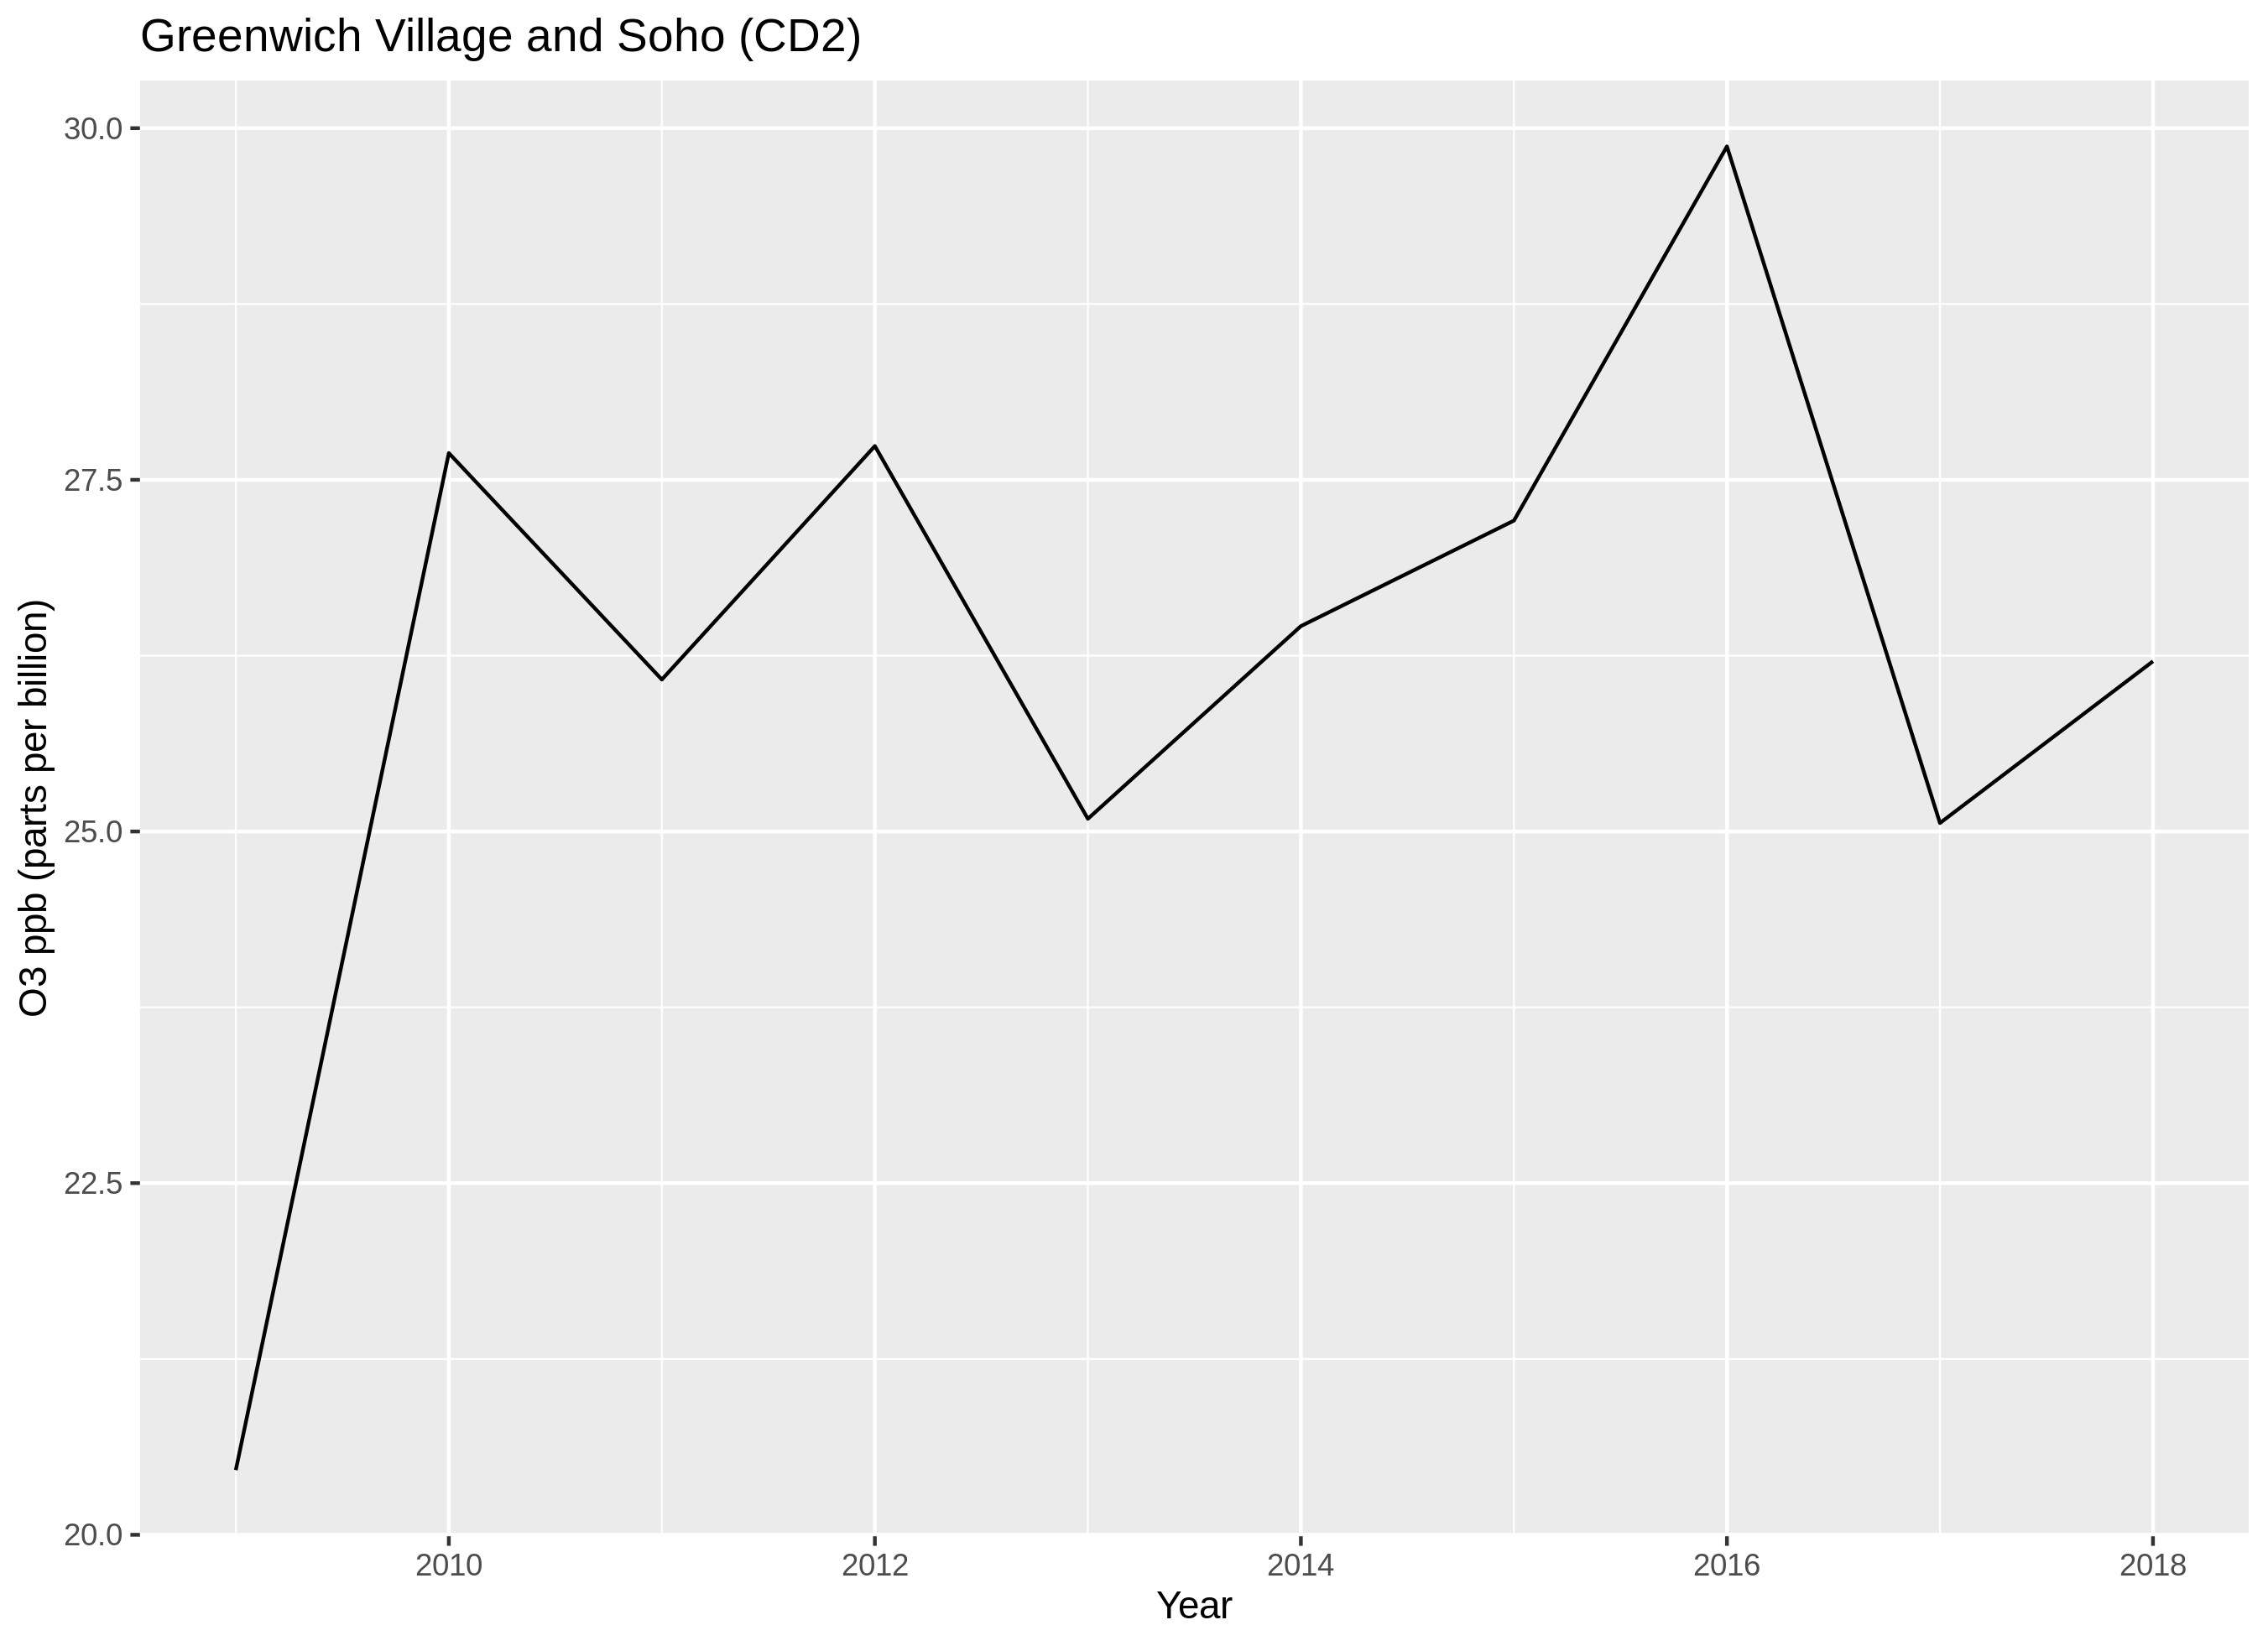 Greenwich Village and Soho (CD2)
O3 ppb (parts per billion)
30.0
27.5
25.0
22.5
20.0
2010 2012 2014 2016 2018
Year